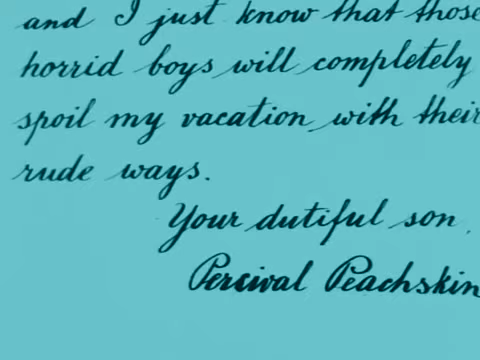 and I just know that those
horrid boys will completely
spoil my vacation with their
rude ways.
Your dutiful son,
Percival Peachskin